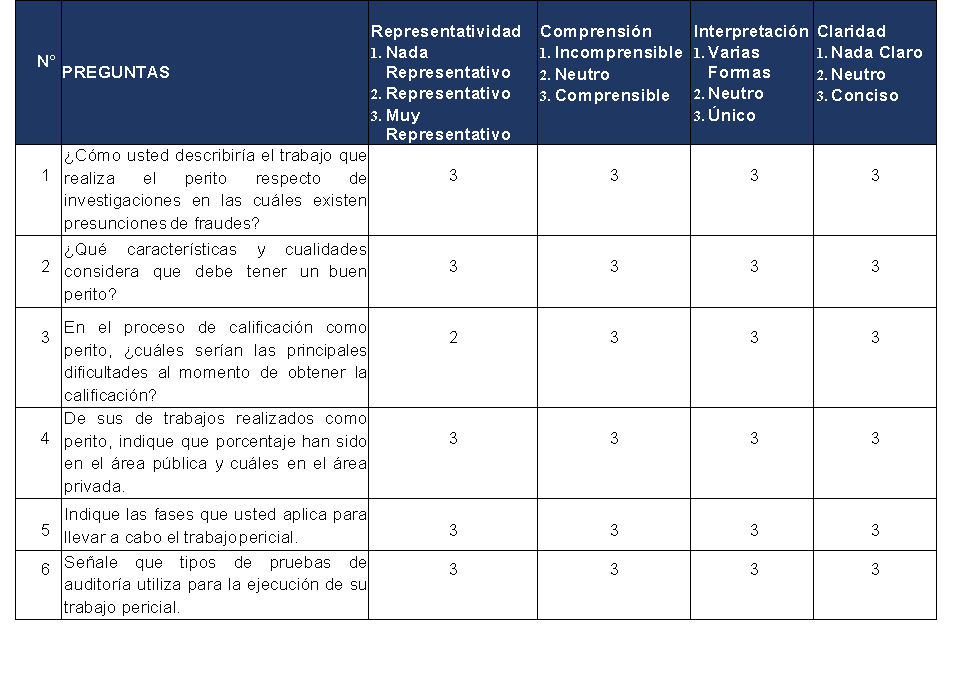 N°
PREGUNTAS
Representatividad
1. Nada
Representativo
2. Representativo
3. Muy
Representativo
Comprensión
1. Incomprensible
2. Neutro
3. Comprensible
Interpretación
1. Varias
Formas
2. Neutro
3. Único
Claridad
1. Nada Claro
2. Neutro
3. Conciso
1
¿Cómo usted describiría el trabajo que
realiza el perito respecto de
investigaciones en las cuáles existen
presunciones de fraudes?
3 3 3 3
2
¿Qué características y cualidades
considera que debe tener un buen
perito?
3 3 3 3
3
En el proceso de calificación como
perito, ¿cuáles serían las principales
dificultades al momento de obtener la
calificación?
2 3 3 3
4
De sus de trabajos realizados como
perito, indique que porcentaje han sido
en el área pública y cuáles en el área
privada.
3 3 3 3
5
Indique las fases que usted aplica para
llevar a cabo el trabajo pericial.
3 3 3 3
6
Señale que tipos de pruebas de
auditoría utiliza para la ejecución de su
trabajo pericial.
3 3 3 3